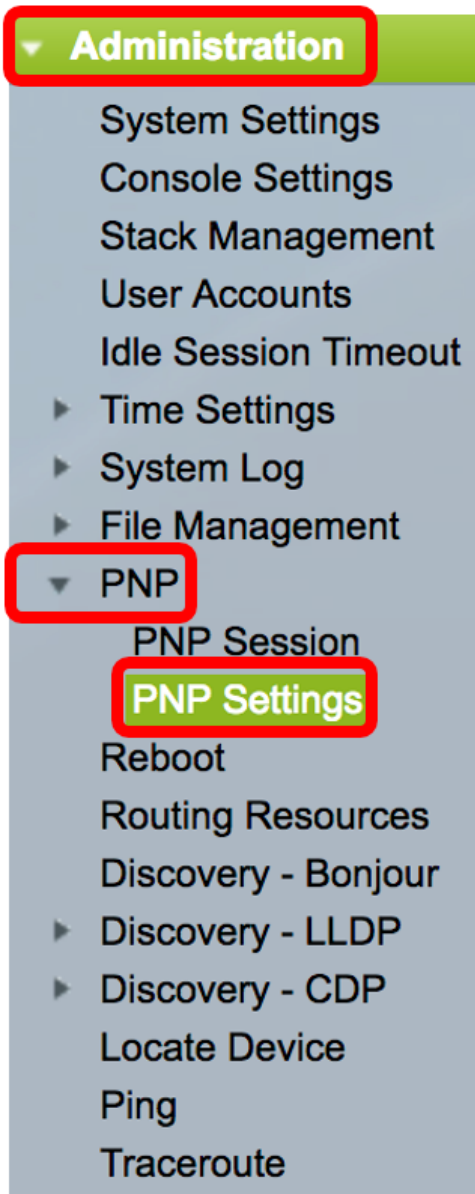 Administration
System Settings
Console Settings
Stack Management
User Accounts
Idle Session Timeout
Time Settings
System Log
File Management
PNP
PNP Session
PNP Settings
Reboot
Routing Resources
Discovery - Bonjour
Discovery - LLDP
Discovery - CDP
Locate Device
Ping
Traceroute